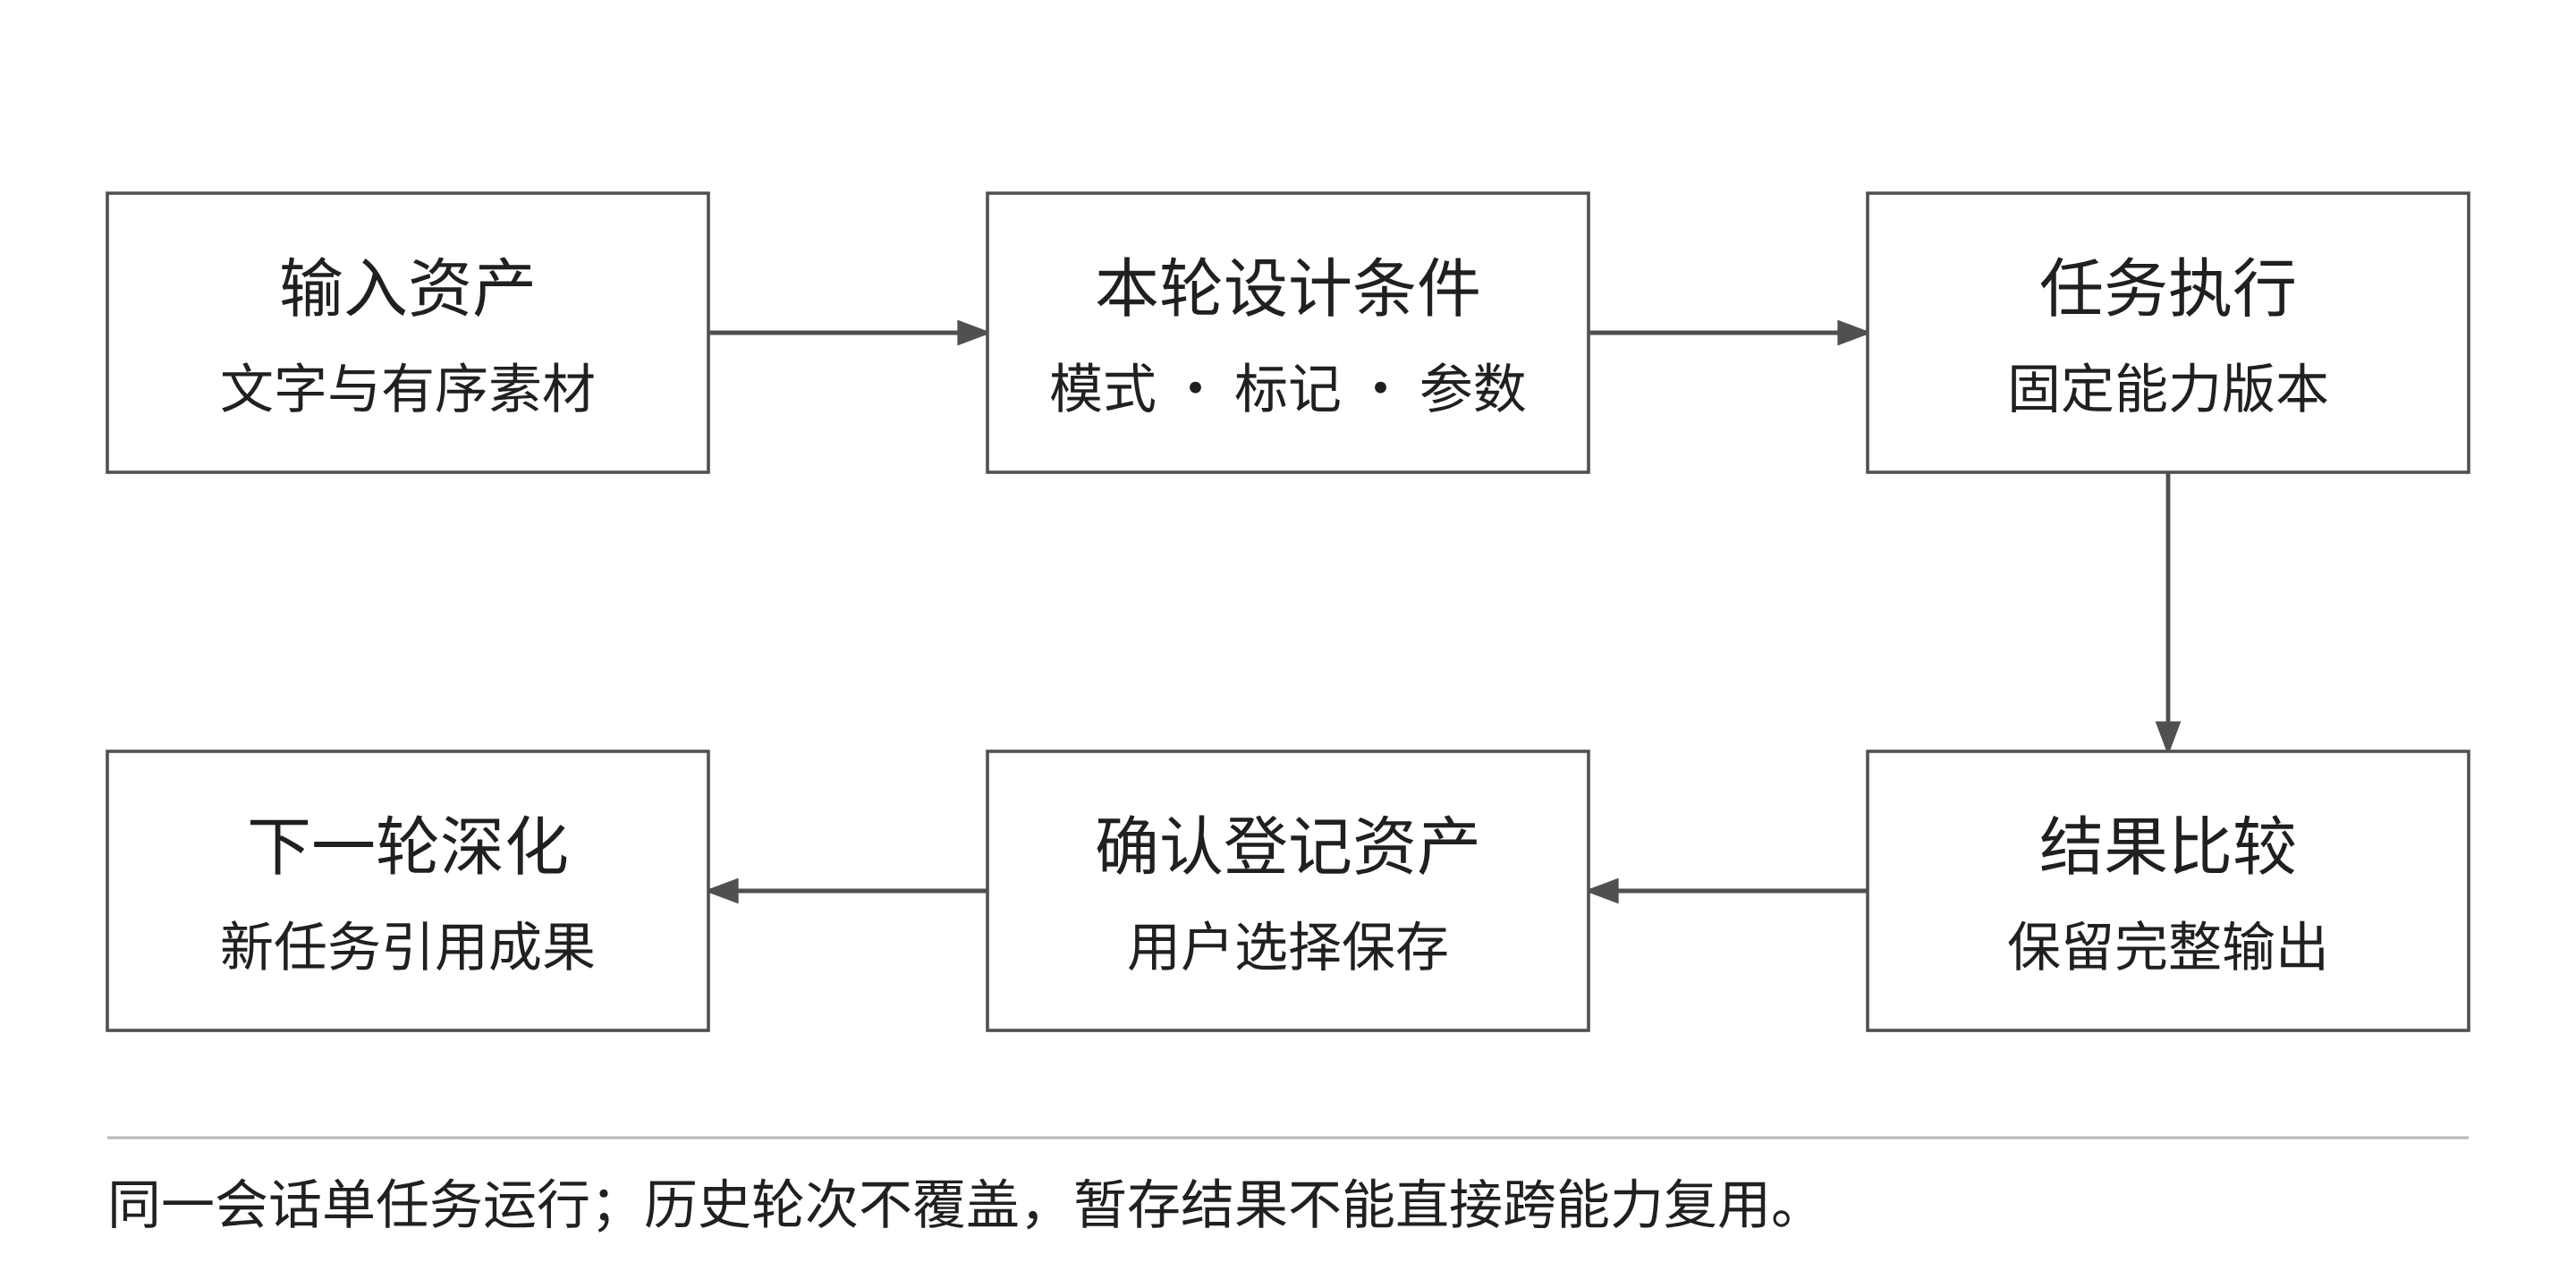 输入资产
文字与有序素材
本轮设计条件
模式 · 标记 · 参数
任务执行
固定能力版本
下一轮深化
新任务引用成果
确认登记资产
用户选择保存
结果比较
保留完整输出
同一会话单任务运行；历史轮次不覆盖，暂存结果不能直接跨能力复用。